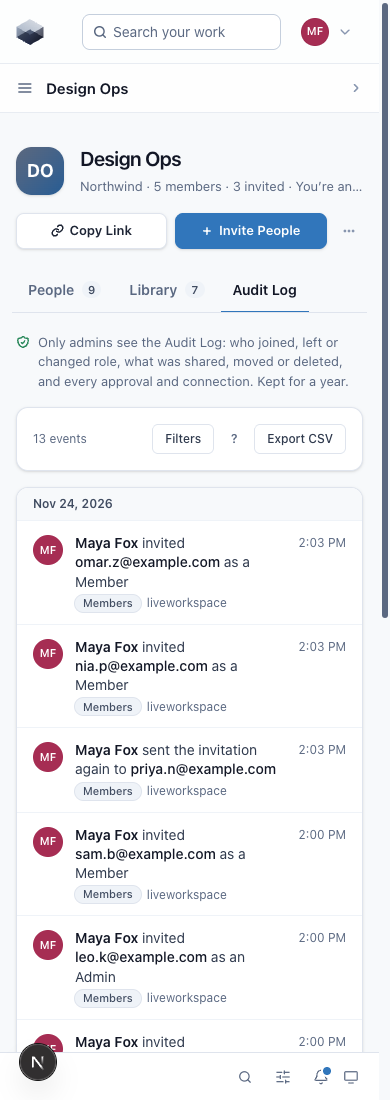 Search your work
MF
Design Ops
DO
Design Ops
Northwind · 5 members · 3 invited · You're an...
Copy Link
+ Invite People
People 9
Library 7
Audit Log
Only admins see the Audit Log: who joined, left or
changed role, what was shared, moved or deleted,
and every approval and connection. Kept for a year.
13 events
Filters
?
Export CSV
Nov 24, 2026
MF
Maya Fox invited
2:03 PM
omar.z@example.com as a
Member
Members liveworkspace
MF
Maya Fox invited
2:03 PM
nia.p@example.com as a
Member
Members liveworkspace
MF
Maya Fox sent the invitation
2:03 PM
again to priya.n@example.com
Members liveworkspace
MF
Maya Fox invited
2:00 PM
sam.b@example.com as a
Member
Members liveworkspace
MF
Maya Fox invited
2:00 PM
leo.k@example.com as an
Admin
Members liveworkspace
MF
Maya Fox invited
2:00 PM
N